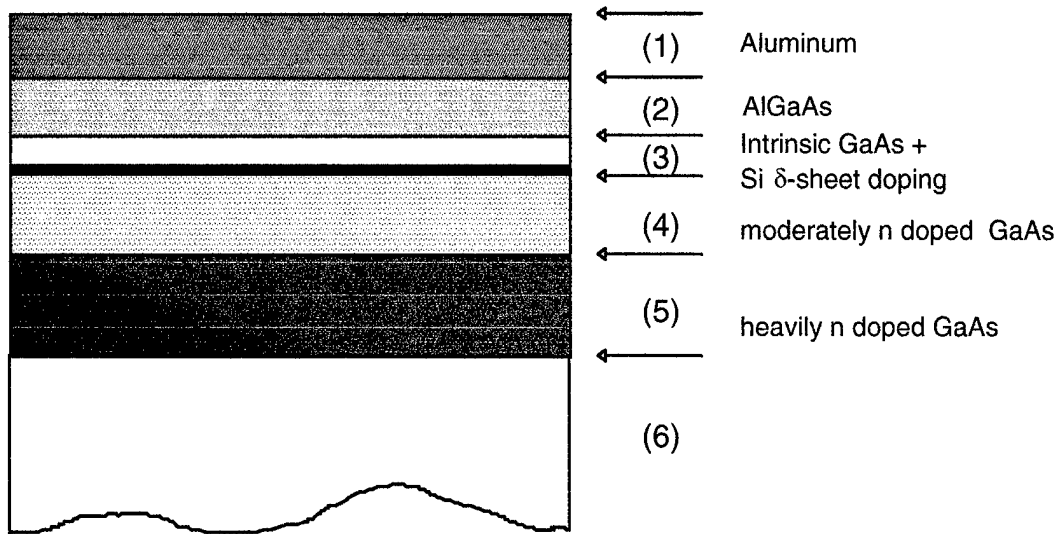 (1) Aluminum
(2) AlGaAs
(3) Intrinsic GaAs +
Si δ-sheet doping
(4) moderately n doped GaAs
(5) heavily n doped GaAs
(6)